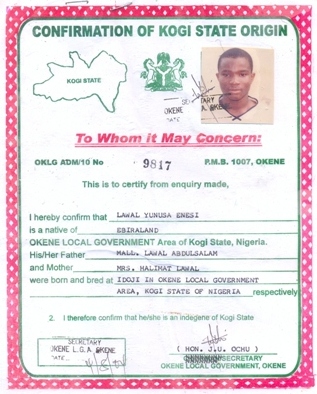 CONFIRMATION OF KOGI STATE ORIGIN
KOGI STATE
SECRETARY
OKENE L.G.A. OKENE
DATE
To Whom it May Concern:
OKLG ADM/10 No 9817 P.M.B. 1007, OKENE
This is to certify from enquiry made,
I hereby confirm that LAWAL YUNUSA ENESI
is a native of EBIRALAND
OKENE LOCAL GOVERNMENT Area of Kogi State, Nigeria.
His/Her Father MALL. LAWAL ABDULSALAM
and Mother MRS. HALIMAT LAWAL
were born and bred at IDOJI IN OKENE LOCAL GOVERNMENT
AREA, KOGI STATE OF NIGERIA respectively
2. I therefore confirm that he/she is an indegene of Kogi State
SECRETARY
OKENE L.G.A OKENE
DATE
( HON. J.U. OCHU )
SECRETARY
OKENE LOCAL GOVERNMENT, OKENE